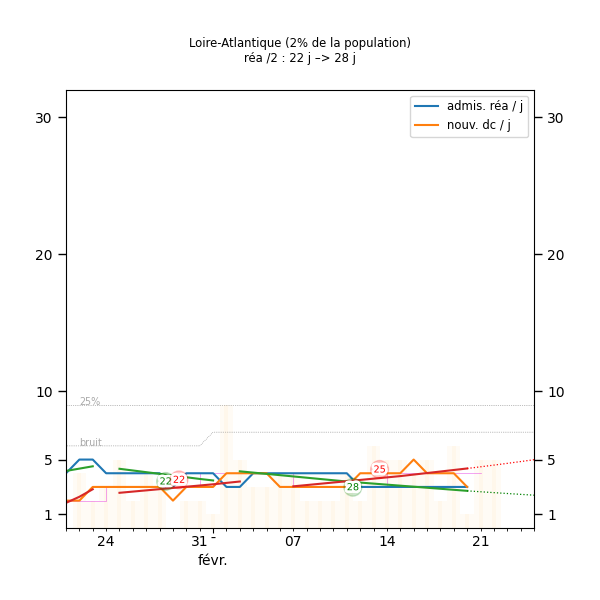 Loire-Atlantique (2% de la population)
réa /2 : 22 j –> 28 j
admis. réa / j
nouv. dc / j
30 30
20 20
10 10
25%
bruit
5 5
22 22 25
28
1 1
24 31 - 07 14 21
févr.